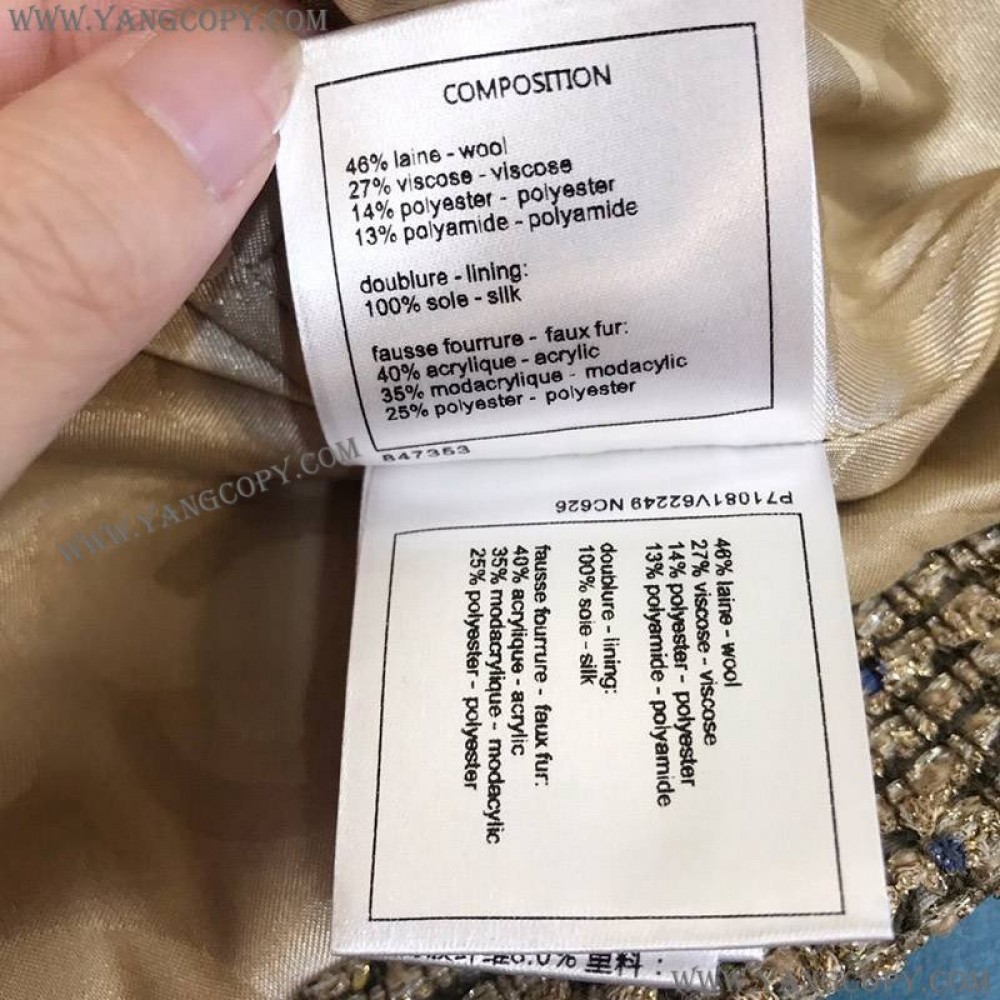 WWW.YANGCOPY.COM
COMPOSITION
46% laine - wool
27% viscose - viscose
14% polyester - polyester
13% polyamide - polyamide
doublure - lining:
100% soie - silk
fausse fourrure - faux fur:
40% acrylique - acrylic
35% modacrylique - modacylic
25% polyester - polyester
847353
WWW.YANGCOPY.COM
P71081V62249 NC626
46% laine - wool
27% viscose - viscose
14% polyester - polyester
13% polyamide - polyamide
doublure - lining:
100% soie - silk
fausse fourrure - faux fur:
40% acrylique - acrylic
35% modacrylique - modacylic
25% polyester - polyester
6.0% 里料：
WWW.YANGCOPY.COM